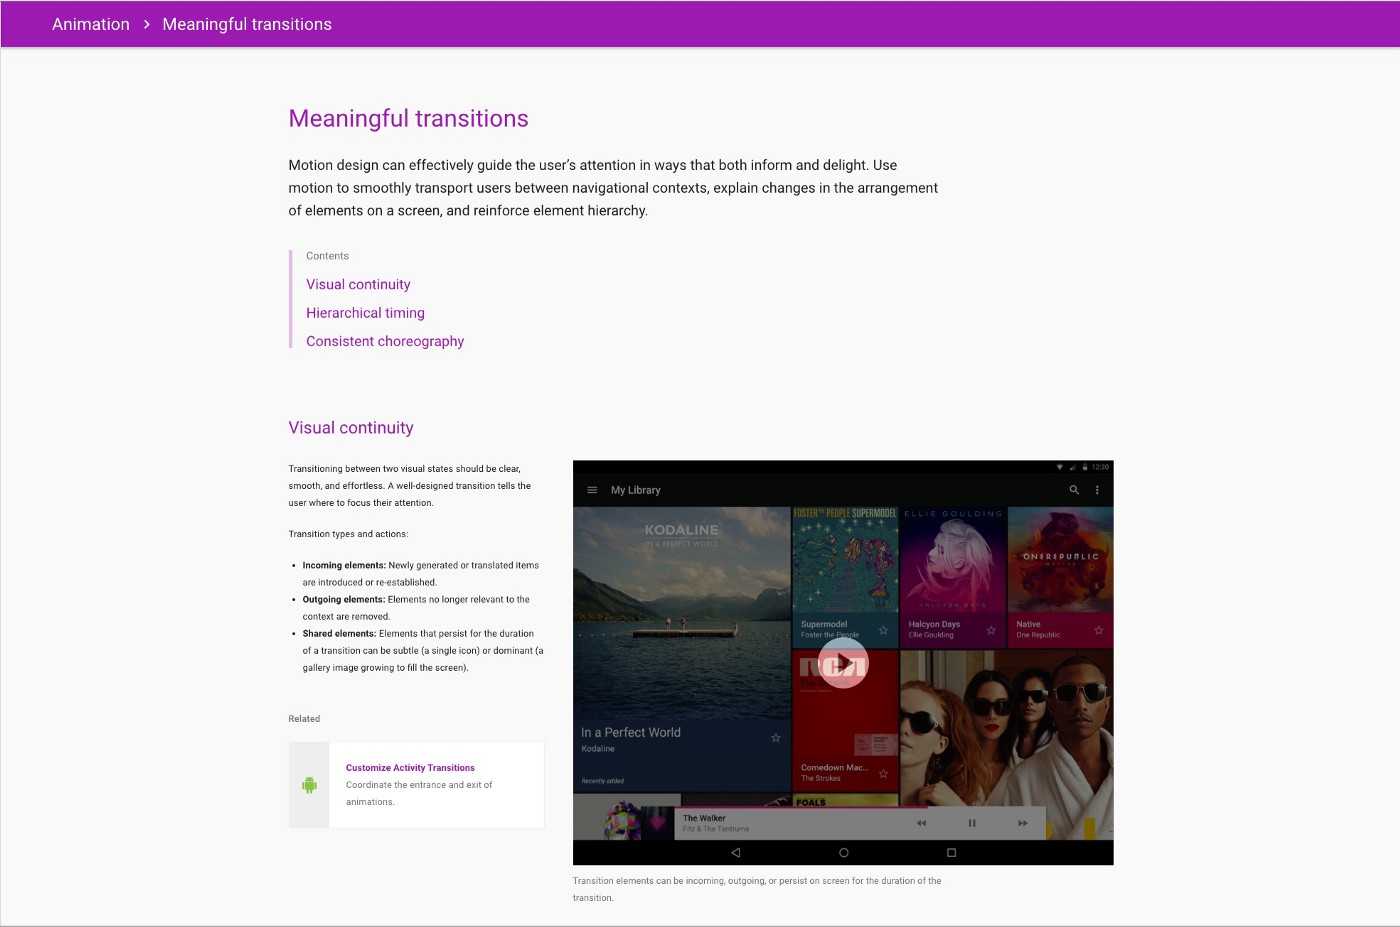 Animation > Meaningful transitions
Meaningful transitions
Motion design can effectively guide the user's attention in ways that both inform and delight. Use
motion to smoothly transport users between navigational contexts, explain changes in the arrangement
of elements on a screen, and reinforce element hierarchy.
Contents
Visual continuity
Hierarchical timing
Consistent choreography
Visual continuity
Transitioning between two visual states should be clear,
smooth, and effortless. A well-designed transition tells the
user where to focus their attention.
Transition types and actions:
• Incoming elements: Newly generated or translated items
are introduced or re-established.
• Outgoing elements: Elements no longer relevant to the
context are removed.
• Shared elements: Elements that persist for the duration
of a transition can be subtle (a single icon) or dominant (a
gallery image growing to fill the screen).
Related
Customize Activity Transitions
Coordinate the entrance and exit of
animations.
12:30
My Library
KODALINE
IN A PERFECT WORLD
FOSTER THE PEOPLE SUPERMODEL
ELLIE GOULDING
HALCYON DAYS
ONEREPUBLIC
NATIVE
Supermodel
Foster the People
Halcyon Days
Ellie Goulding
Native
One Republic
RCA
In a Perfect World
Kodaline
Recently added
Comedown Mac...
The Strokes
FOALS
The Walker
Fitz & The Tantrums
Transition elements can be incoming, outgoing, or persist on screen for the duration of the
transition.